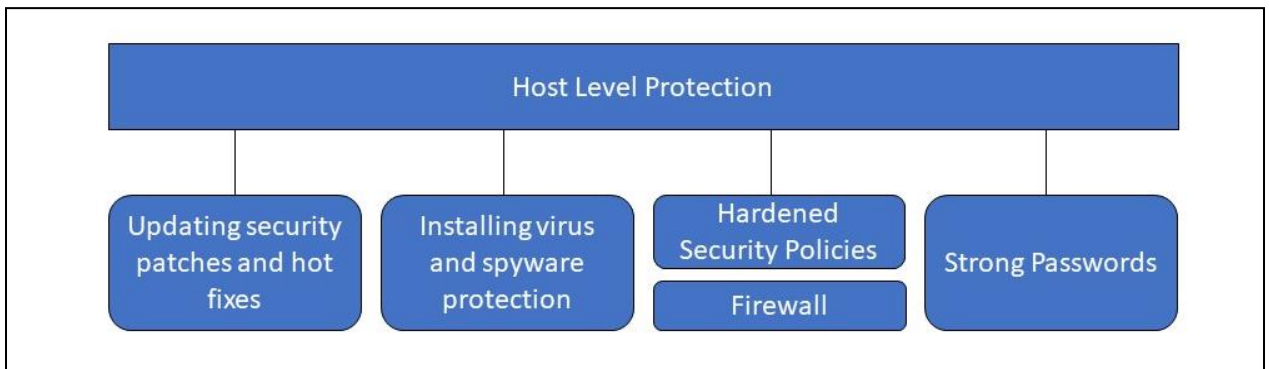 Host Level Protection
Updating security
patches and hot
fixes
Installing virus
and spyware
protection
Hardened
Security Policies
Firewall
Strong Passwords